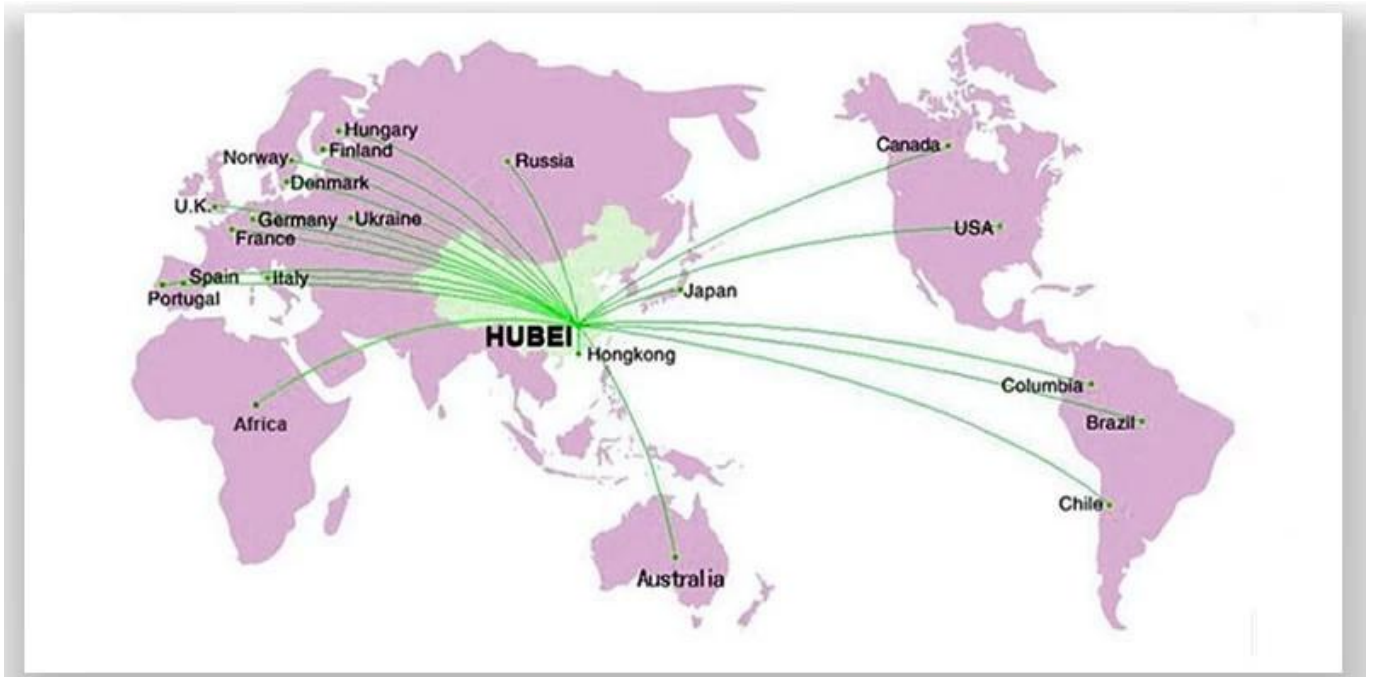 Hungary
Finland
Norway
Russia
Canada
Denmark
U.K.
Germany
Ukraine
France
USA
Spain
Italy
Portugal
Japan
HUBEI
Hongkong
Columbia
Africa
Brazil
Chile
Australia